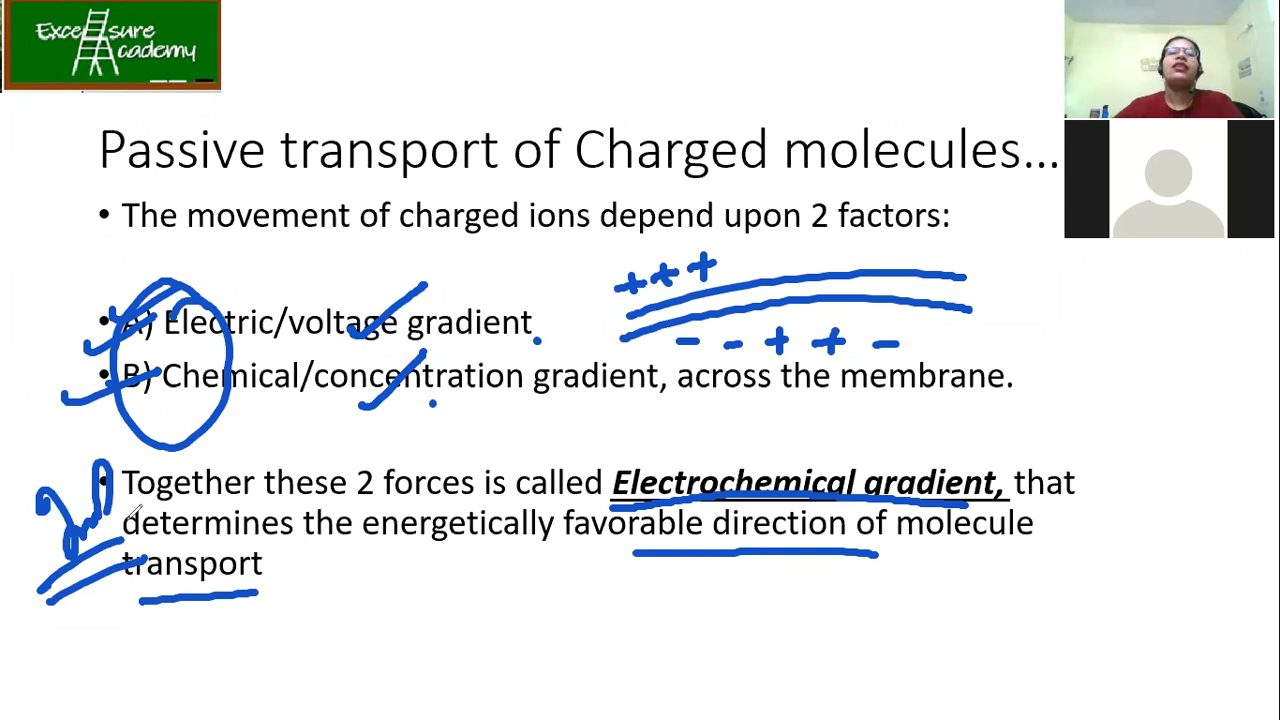 Excel sure
Academy
Passive transport of Charged molecules...
• The movement of charged ions depend upon 2 factors:
+ + +
• A) Electric/voltage gradient.
- - + + -
• B) Chemical/concentration gradient, across the membrane.
• Together these 2 forces is called Electrochemical gradient, that
determines the energetically favorable direction of molecule
transport